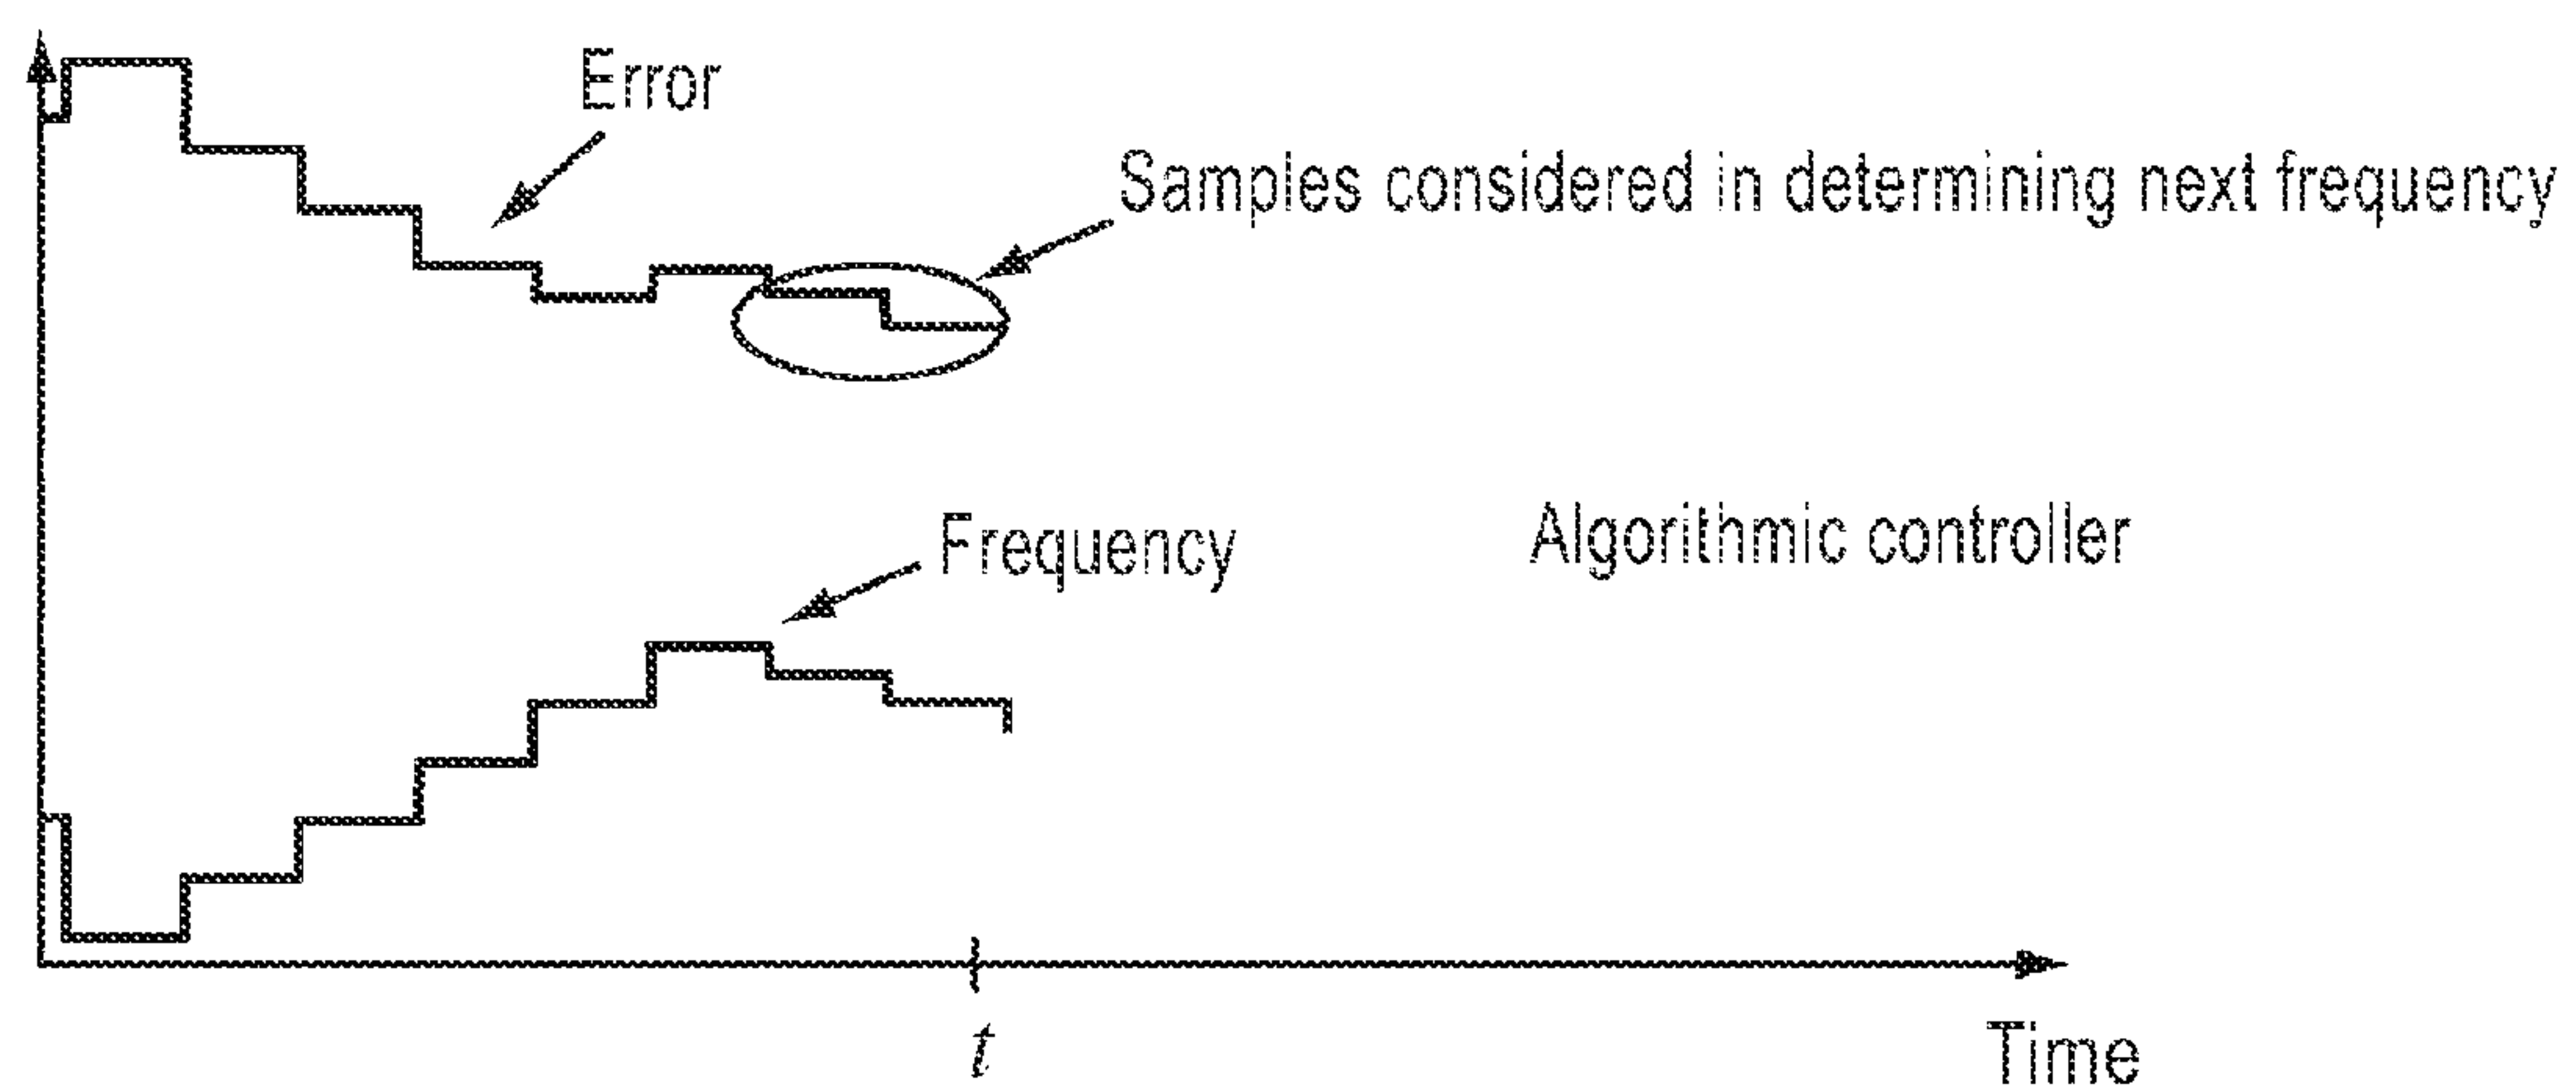 Error
Samples considered in determining next frequency
Frequency
Algorithmic controller
t
Time